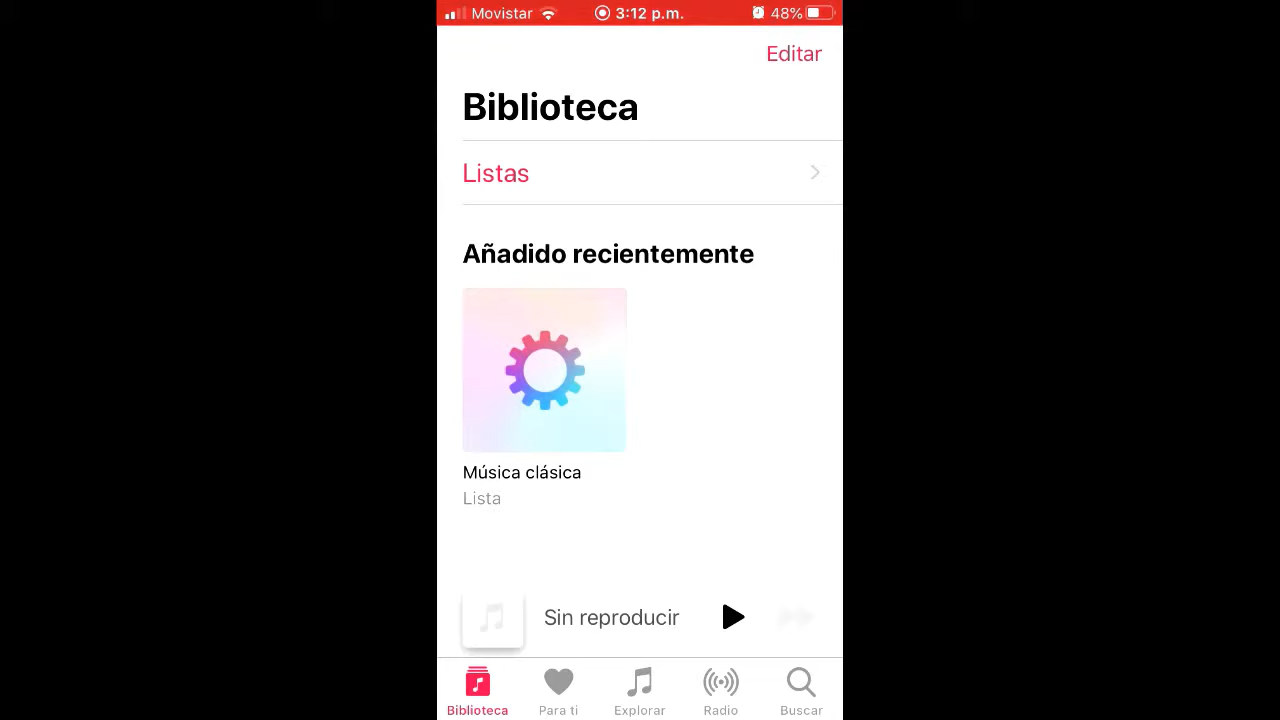 Movistar 3:12 p.m. 48%
Editar
Biblioteca
Listas
Añadido recientemente
Música clásica
Lista
Sin reproducir
Biblioteca Para ti Explorar Radio Buscar